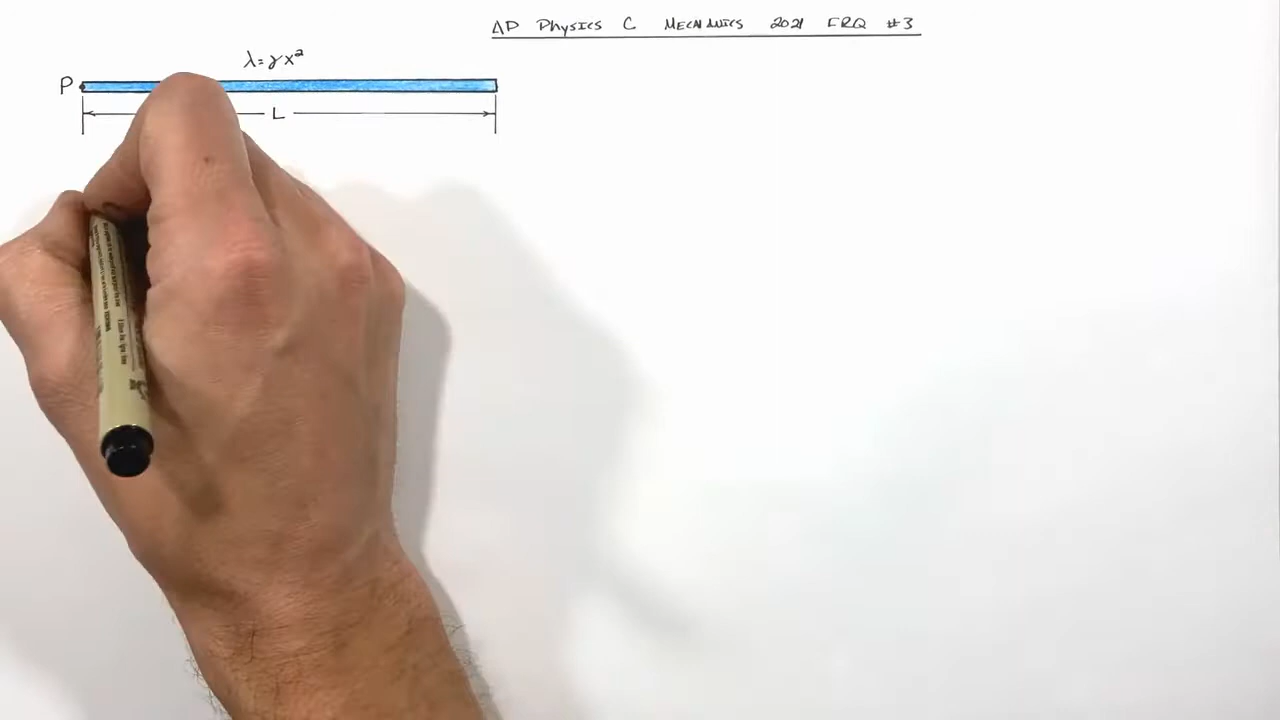 AP Physics C Mechanics 2021 FRQ #3
λ=γx²
P
L